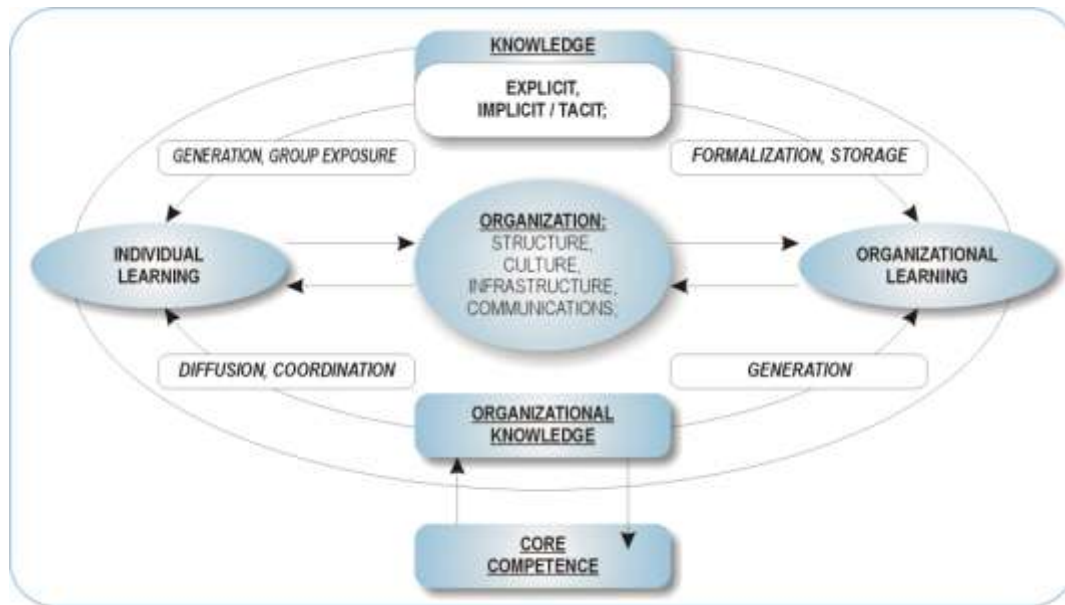 KNOWLEDGE
EXPLICIT,
IMPLICIT / TACIT;
GENERATION, GROUP EXPOSURE
FORMALIZATION, STORAGE
INDIVIDUAL
LEARNING
ORGANIZATION:
STRUCTURE,
CULTURE,
INFRASTRUCTURE,
COMMUNICATIONS;
ORGANIZATIONAL
LEARNING
DIFFUSION, COORDINATION
GENERATION
ORGANIZATIONAL
KNOWLEDGE
CORE
COMPETENCE